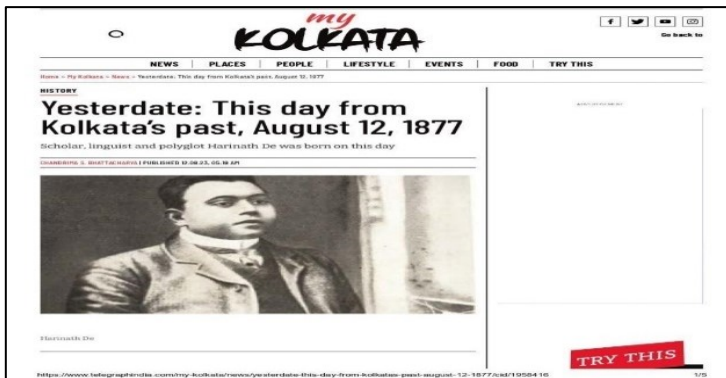 my
KOLKATA
Go back to
NEWS | PLACES | PEOPLE | LIFESTYLE | EVENTS | FOOD | TRY THIS
Home > My Kolkata > News > Yesterdate: This day from Kolkata's past, August 12, 1877
HISTORY
Yesterdate: This day from
Kolkata's past, August 12, 1877
Scholar, linguist and polyglot Harinath De was born on this day
CHANDRIMA S. BHATTACHARYA | PUBLISHED 12.08.23, 05:18 AM
ADVERTISEMENT
Harinath De
TRY THIS
https://www.telegraphindia.com/my-kolkata/news/yesterdate-this-day-from-kolkatas-past-august-12-1877/cid/1958416
1/5